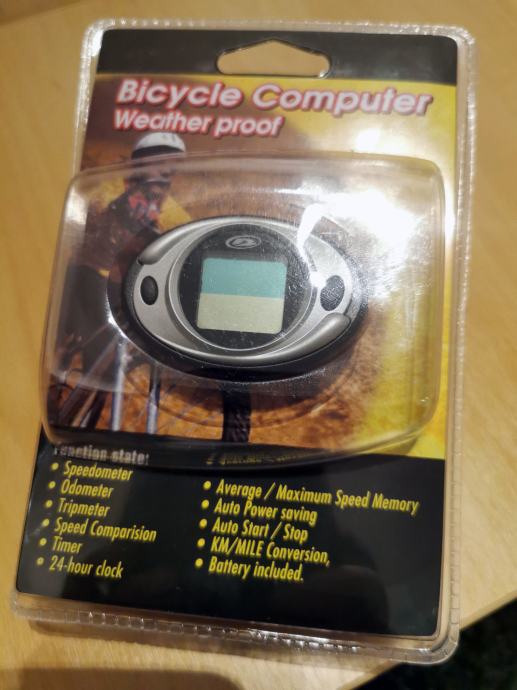 Bicycle Computer
Weather proof
Function state:
• Speedometer
• Odometer
• Tripmeter
• Speed Comparision
• Timer
• 24-hour clock
• Average / Maximum Speed Memory
• Auto Power saving
• Auto Start / Stop
• KM/MILE Conversion,
• Battery included.